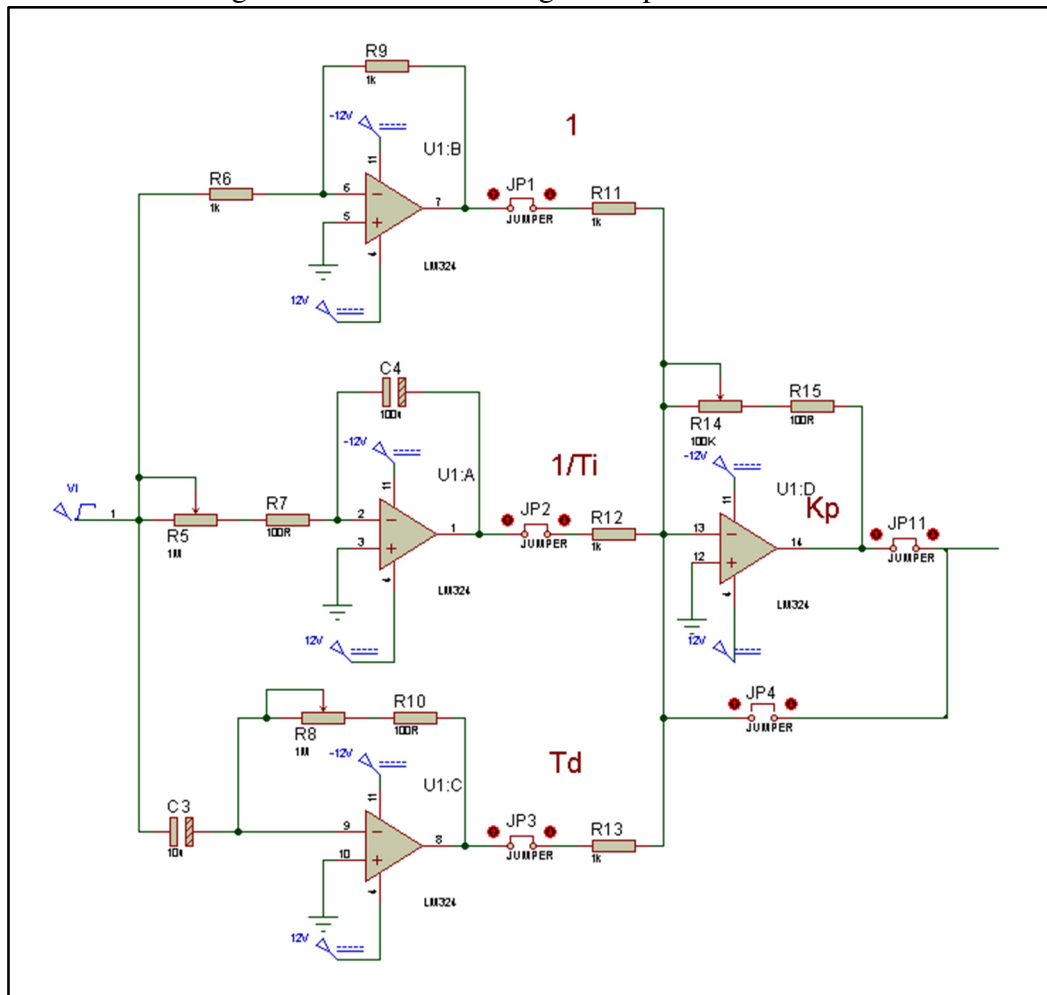 R9
1k
-12V
1
U1:B
11
R6
1k
6
5
7
4
JP1
JUMPER
R11
1k
LM324
12V
C4
-12V
1/Ti
U1:A
11
R14
100K
R15
100R
-12V
U1:D
Kp
11
VI
1
R5
1M
R7
100R
2
3
1
4
JP2
JUMPER
R12
1k
13
12
14
4
JP11
JUMPER
LM324
LM324
12V
12V
JP4
JUMPER
R8
1M
R10
100R
-12V
Td
U1:C
11
C3
9
10
8
4
JP3
JUMPER
R13
1k
LM324
12V